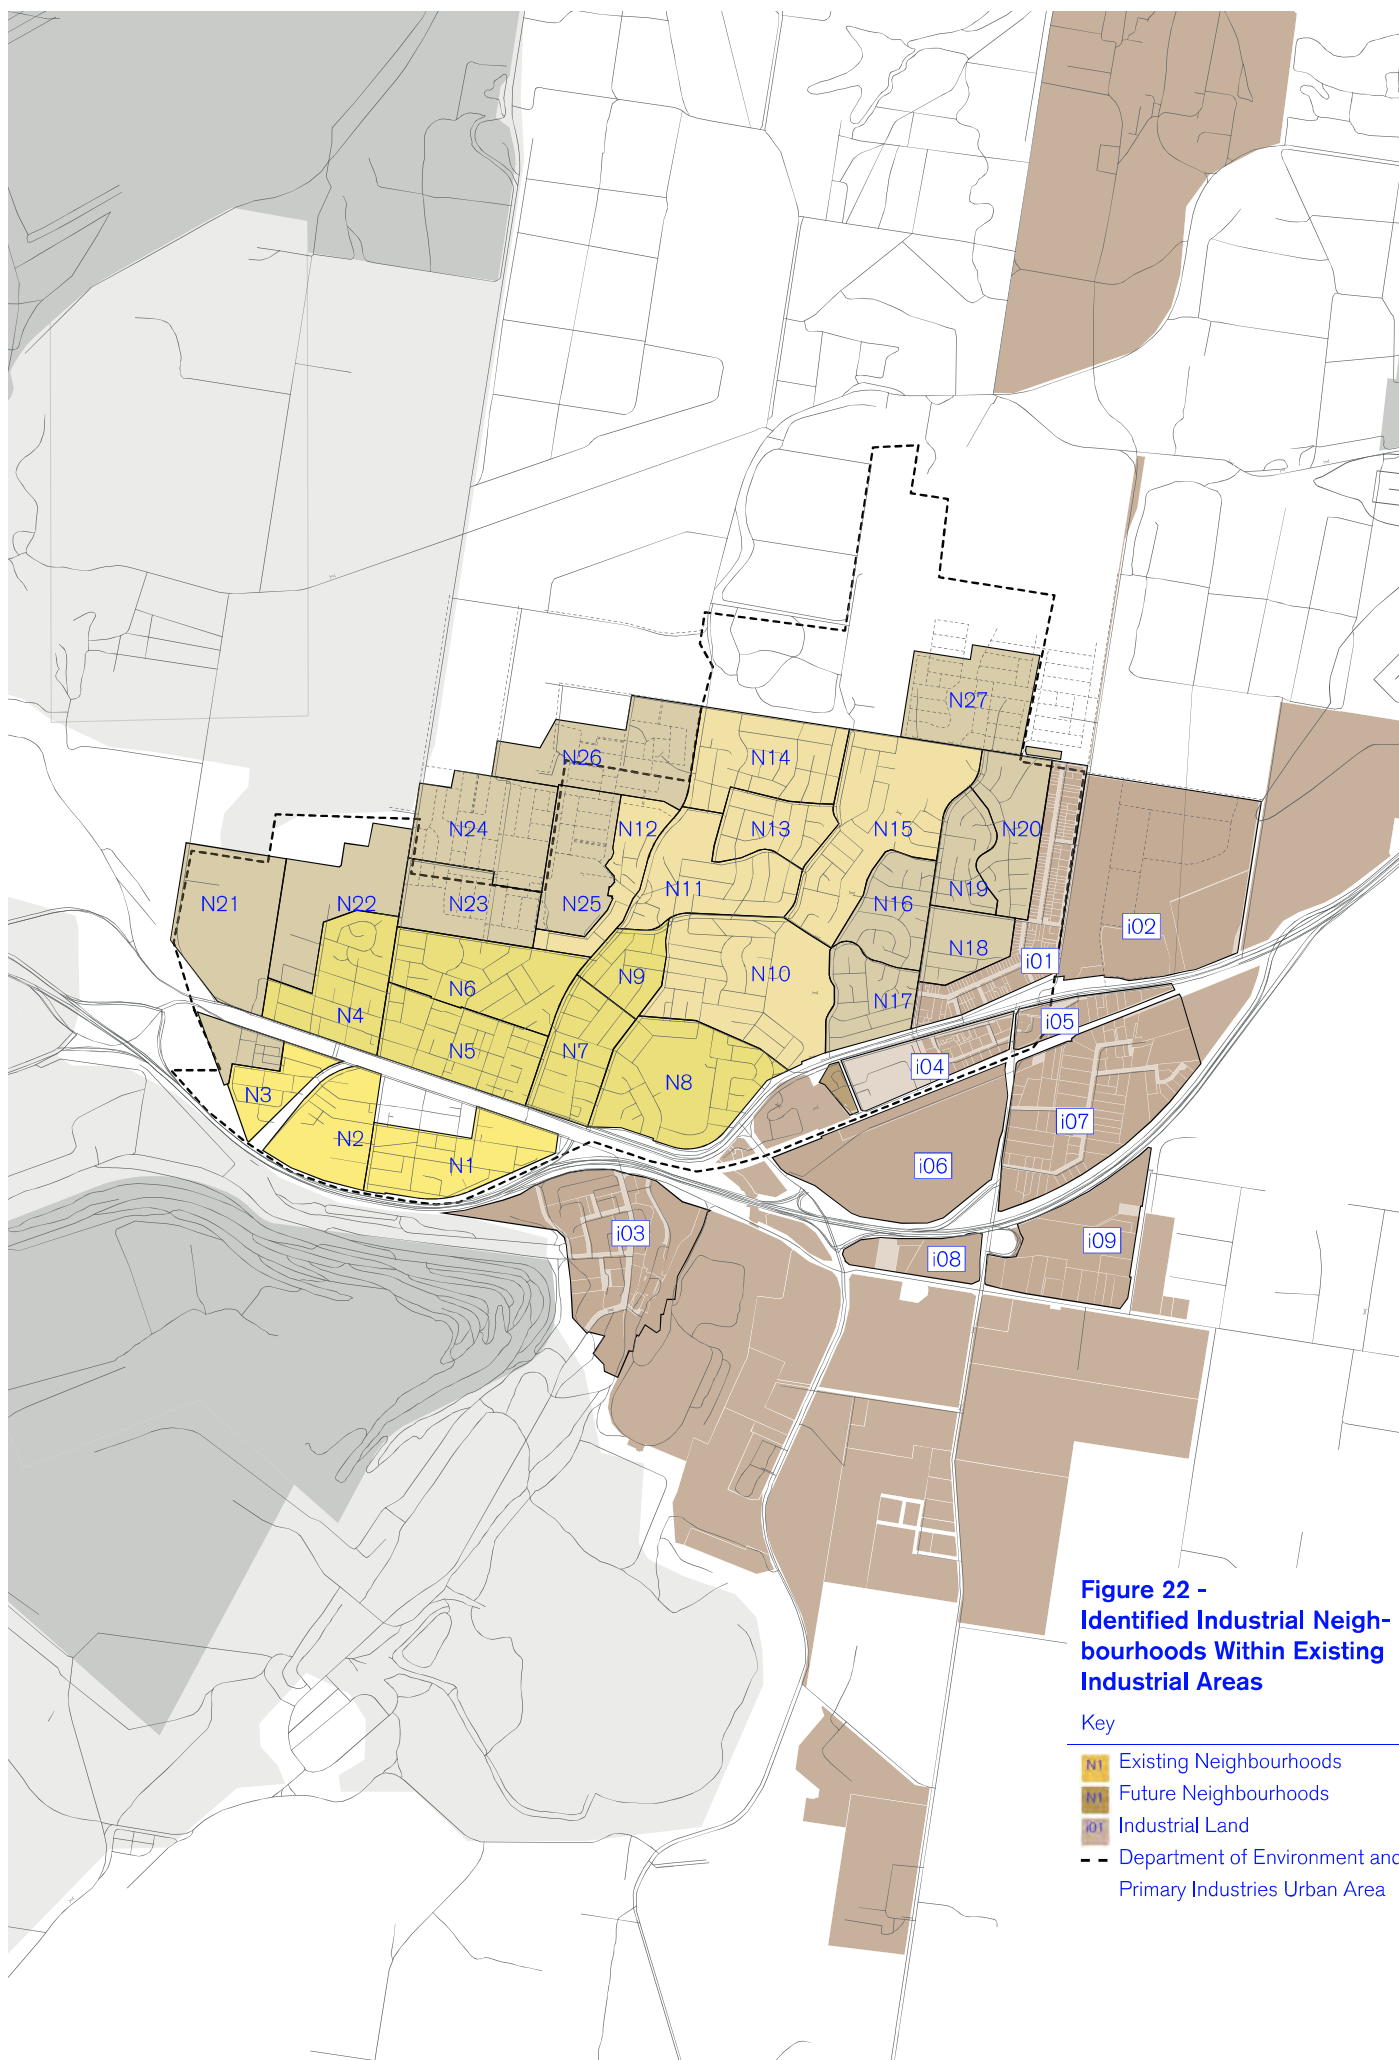 N27
N26
N14
N24
N12
N13
N15
N20
N21
N22
N23
N25
N11
N16
N19
i02
N18
i01
N6
N9
N10
N17
N4
i05
N5
N7
N8
i04
N3
i07
N2
N1
i06
i03
i08
i09
Figure 22 -
Identified Industrial Neigh-
bourhoods Within Existing
Industrial Areas
Key
N1 Existing Neighbourhoods
N1 Future Neighbourhoods
i01 Industrial Land
Department of Environment and
Primary Industries Urban Area